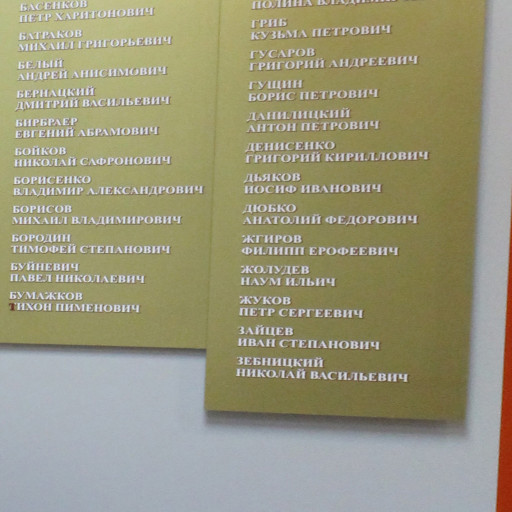 БАСЕНКОВ
ПЕТР ХАРИТОНОВИЧ
БАТРАКОВ
МИХАИЛ ГРИГОРЬЕВИЧ
БЕЛЫЙ
АНДРЕЙ АНИСИМОВИЧ
БЕРНАЦКИЙ
ДМИТРИЙ ВАСИЛЬЕВИЧ
БИРБРАЕР
ЕВГЕНИЙ АБРАМОВИЧ
БОЙКОВ
НИКОЛАЙ САФРОНОВИЧ
БОРИСЕНКО
ВЛАДИМИР АЛЕКСАНДРОВИЧ
БОРИСОВ
МИХАИЛ ВЛАДИМИРОВИЧ
БОРОДИН
ТИМОФЕЙ СТЕПАНОВИЧ
БУЙНЕВИЧ
ПАВЕЛ НИКОЛАЕВИЧ
БУМАЖКОВ
ТИХОН ПИМЕНОВИЧ
ПОЛИНА
ГРИБ
КУЗЬМА ПЕТРОВИЧ
ГУСАРОВ
ГРИГОРИЙ АНДРЕЕВИЧ
ГУЩИН
БОРИС ПЕТРОВИЧ
ДАНИЛИЦКИЙ
АНТОН ПЕТРОВИЧ
ДЕНИСЕНКО
ГРИГОРИЙ КИРИЛЛОВИЧ
ДЬЯКОВ
ИОСИФ ИВАНОВИЧ
ДЮБКО
АНАТОЛИЙ ФЕДОРОВИЧ
ЖГИРОВ
ФИЛИПП ЕРОФЕЕВИЧ
ЖОЛУДЕВ
НАУМ ИЛЬИЧ
ЖУКОВ
ПЕТР СЕРГЕЕВИЧ
ЗАЙЦЕВ
ИВАН СТЕПАНОВИЧ
ЗЕБНИЦКИЙ
НИКОЛАЙ ВАСИЛЬЕВИЧ